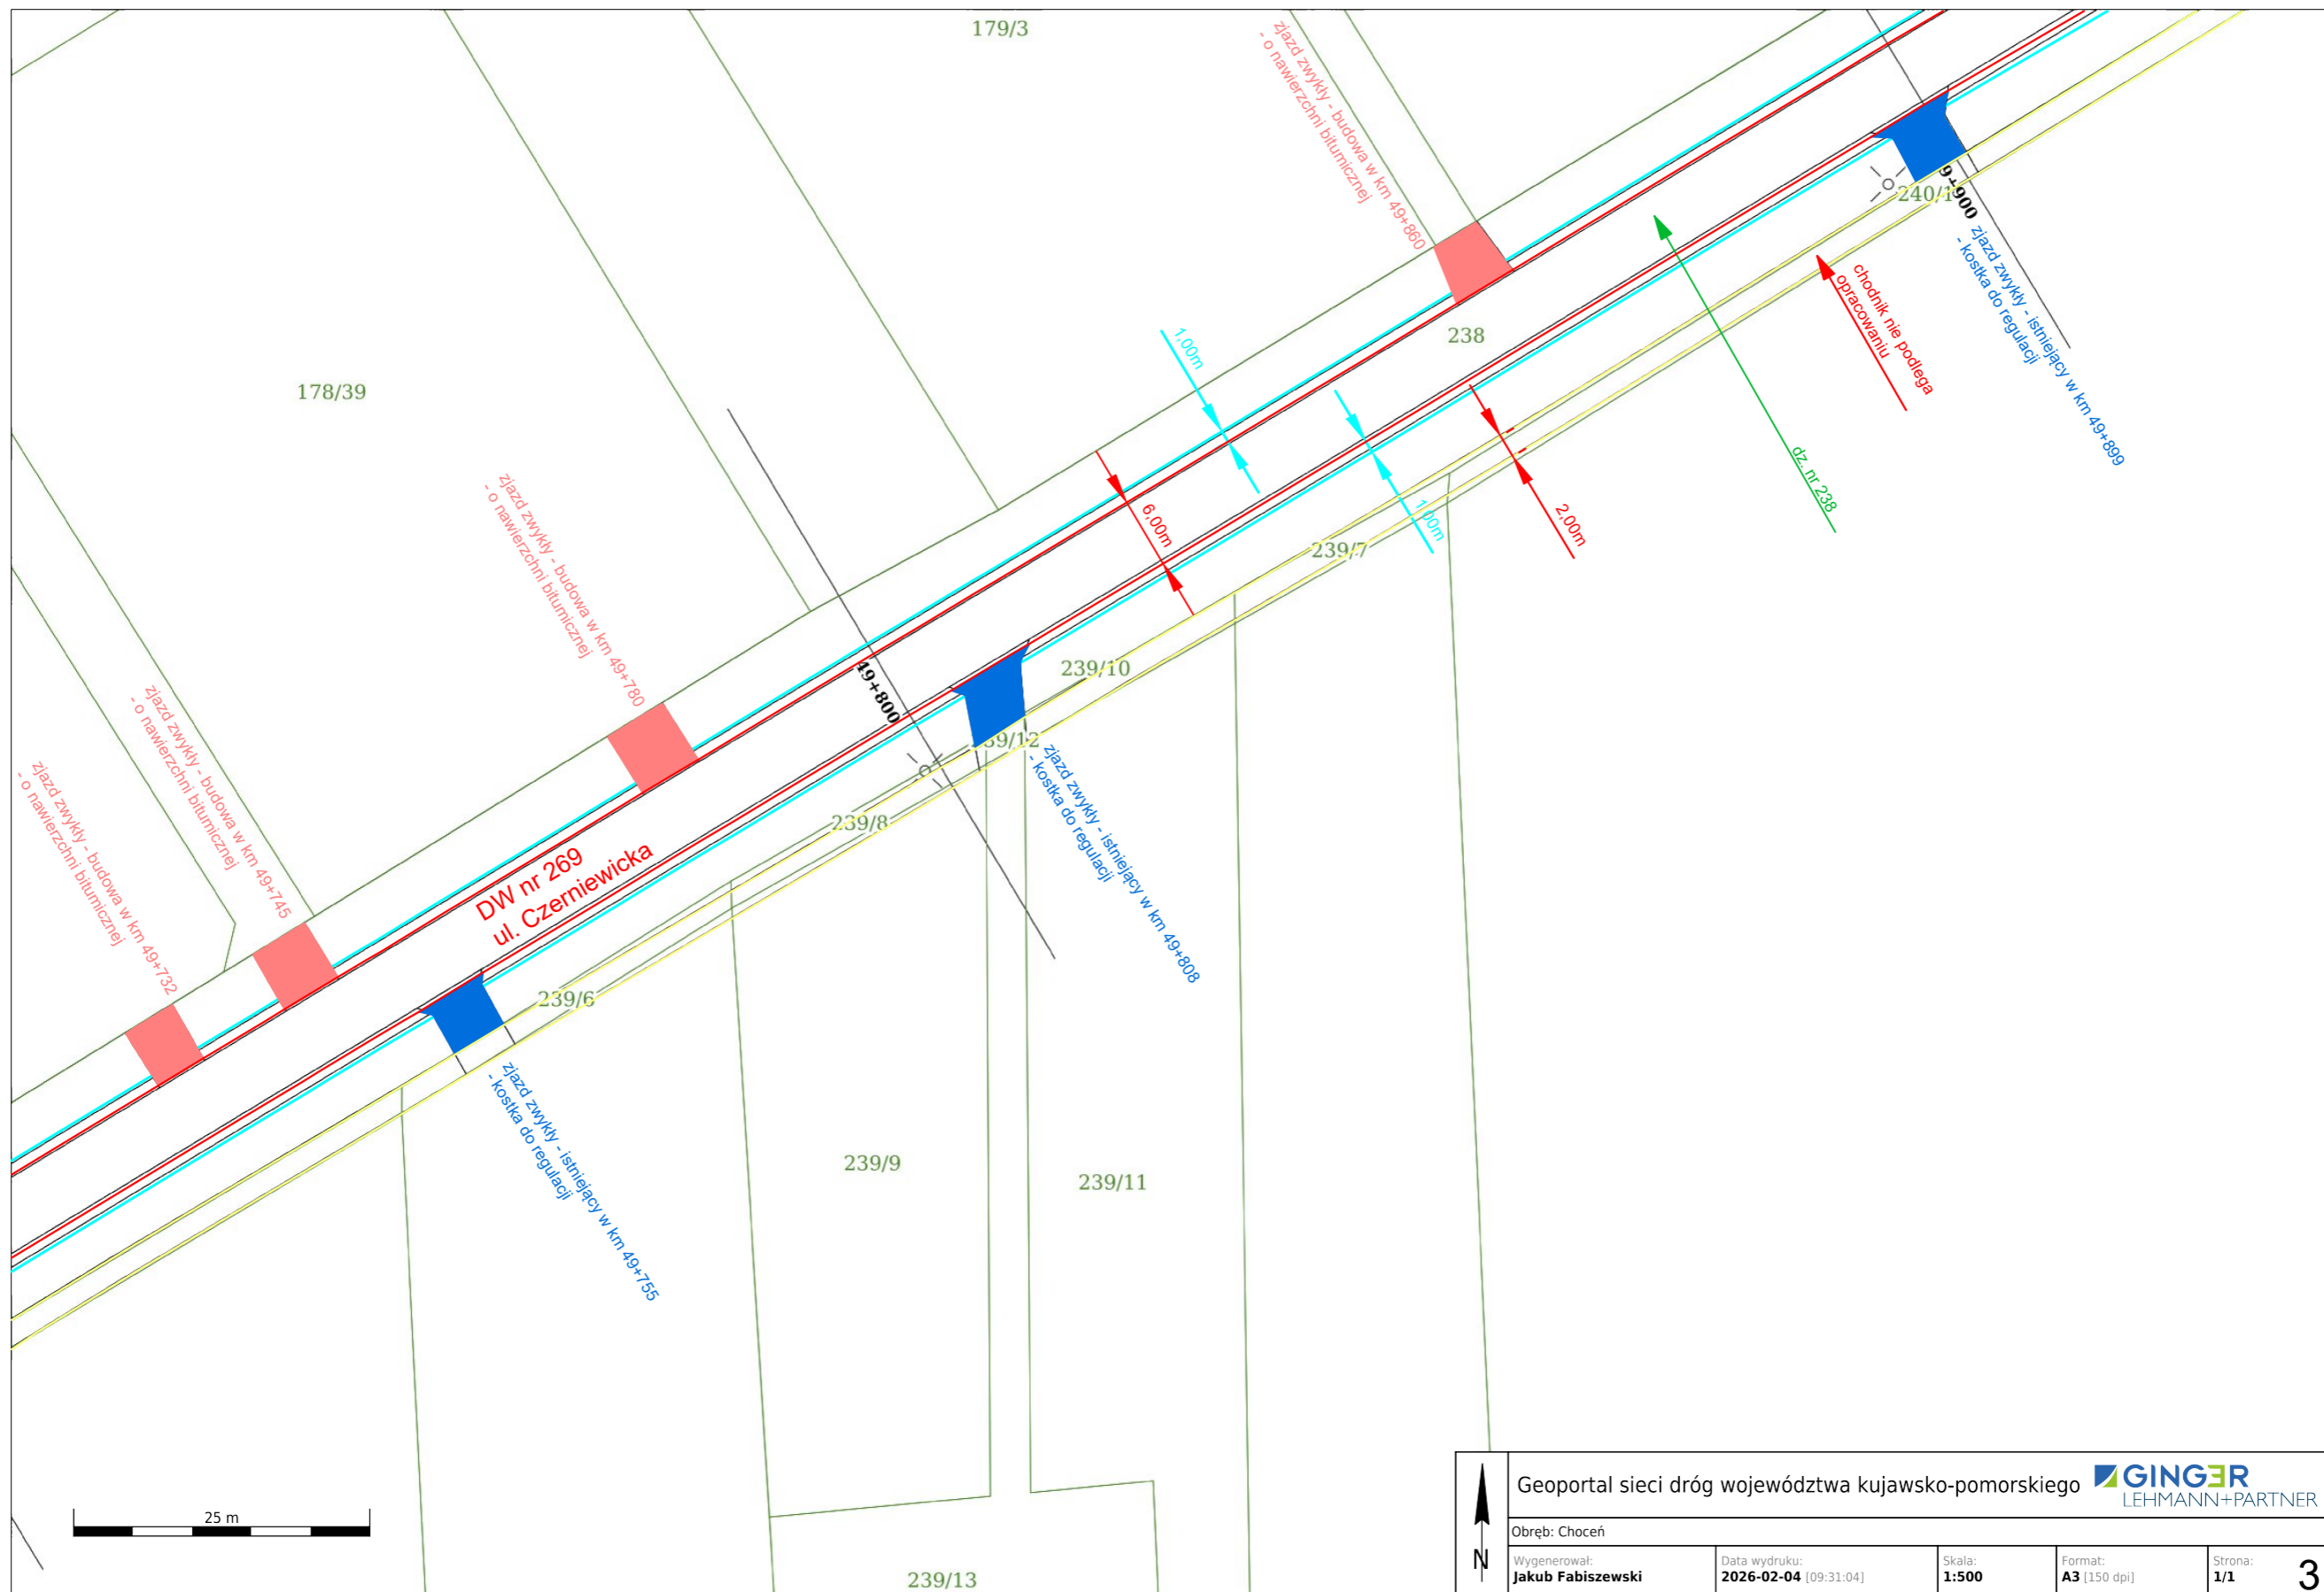 179/3
zjazd zwykły - budowa w km 49+860
- o nawierzchni bitumicznej
240/1
9+900
zjazd zwykły - istniejący w km 49+899
- kostka do regulacji
chodnik nie podlega
opracowaniu
238
1,00m
178/39
dz. nr 238
zjazd zwykły - budowa w km 49+780
- o nawierzchni bitumicznej
6,00m
1,00m
2,00m
239/7
49+800
239/10
239/12
zjazd zwykły - istniejący w km 49+808
- kostka do regulacji
zjazd zwykły - budowa w km 49+745
- o nawierzchni bitumicznej
zjazd zwykły - budowa w km 49+732
- o nawierzchni bitumicznej
239/8
DW nr 269
ul. Czerniewicka
239/6
zjazd zwykły - istniejący w km 49+755
- kostka do regulacji
239/9
239/11
239/13
25 m
N
Geoportal sieci dróg województwa kujawsko-pomorskiego
GINGER
LEHMANN+PARTNER
Obręb: Choceń
Wygenerował:
Jakub Fabiszewski
Data wydruku:
2026-02-04 [09:31:04]
Skala:
1:500
Format:
A3 [150 dpi]
Strona:
1/1
3